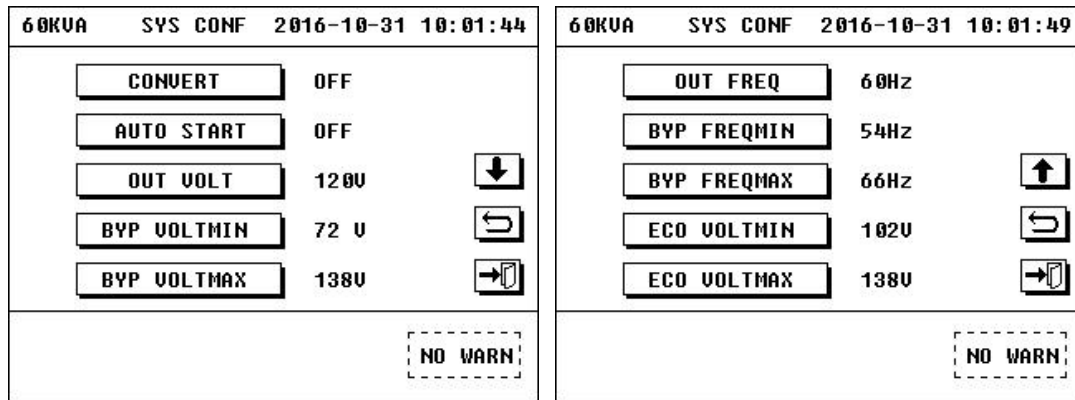 60KVA SYS CONF 2016-10-31 10:01:44
CONVERT OFF
AUTO START OFF
OUT VOLT 120V
BYP VOLTMIN 72 V
BYP VOLTMAX 138V
NO WARN
60KVA SYS CONF 2016-10-31 10:01:49
OUT FREQ 60Hz
BYP FREQMIN 54Hz
BYP FREQMAX 66Hz
ECO VOLTMIN 102V
ECO VOLTMAX 138V
NO WARN